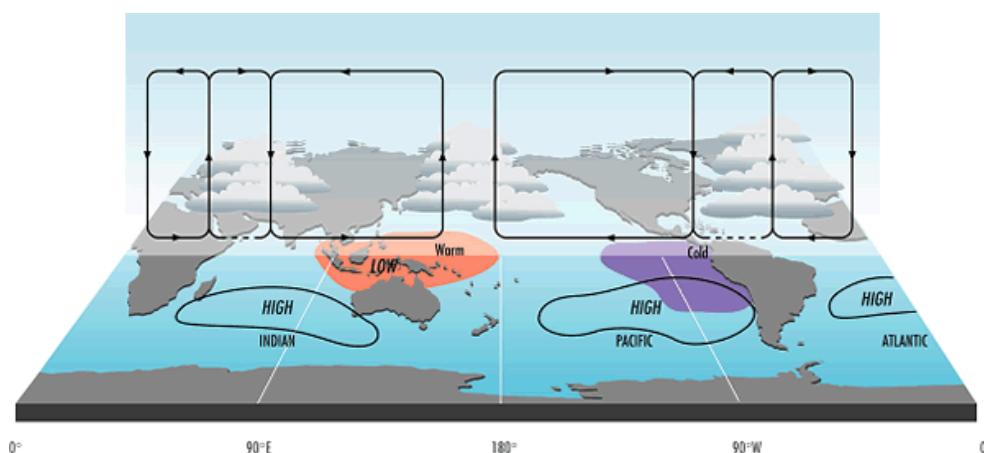 Warm
Cold
LOW
HIGH
HIGH
HIGH
INDIAN
PACIFIC
ATLANTIC
0°
90°E
180°
90°W
0